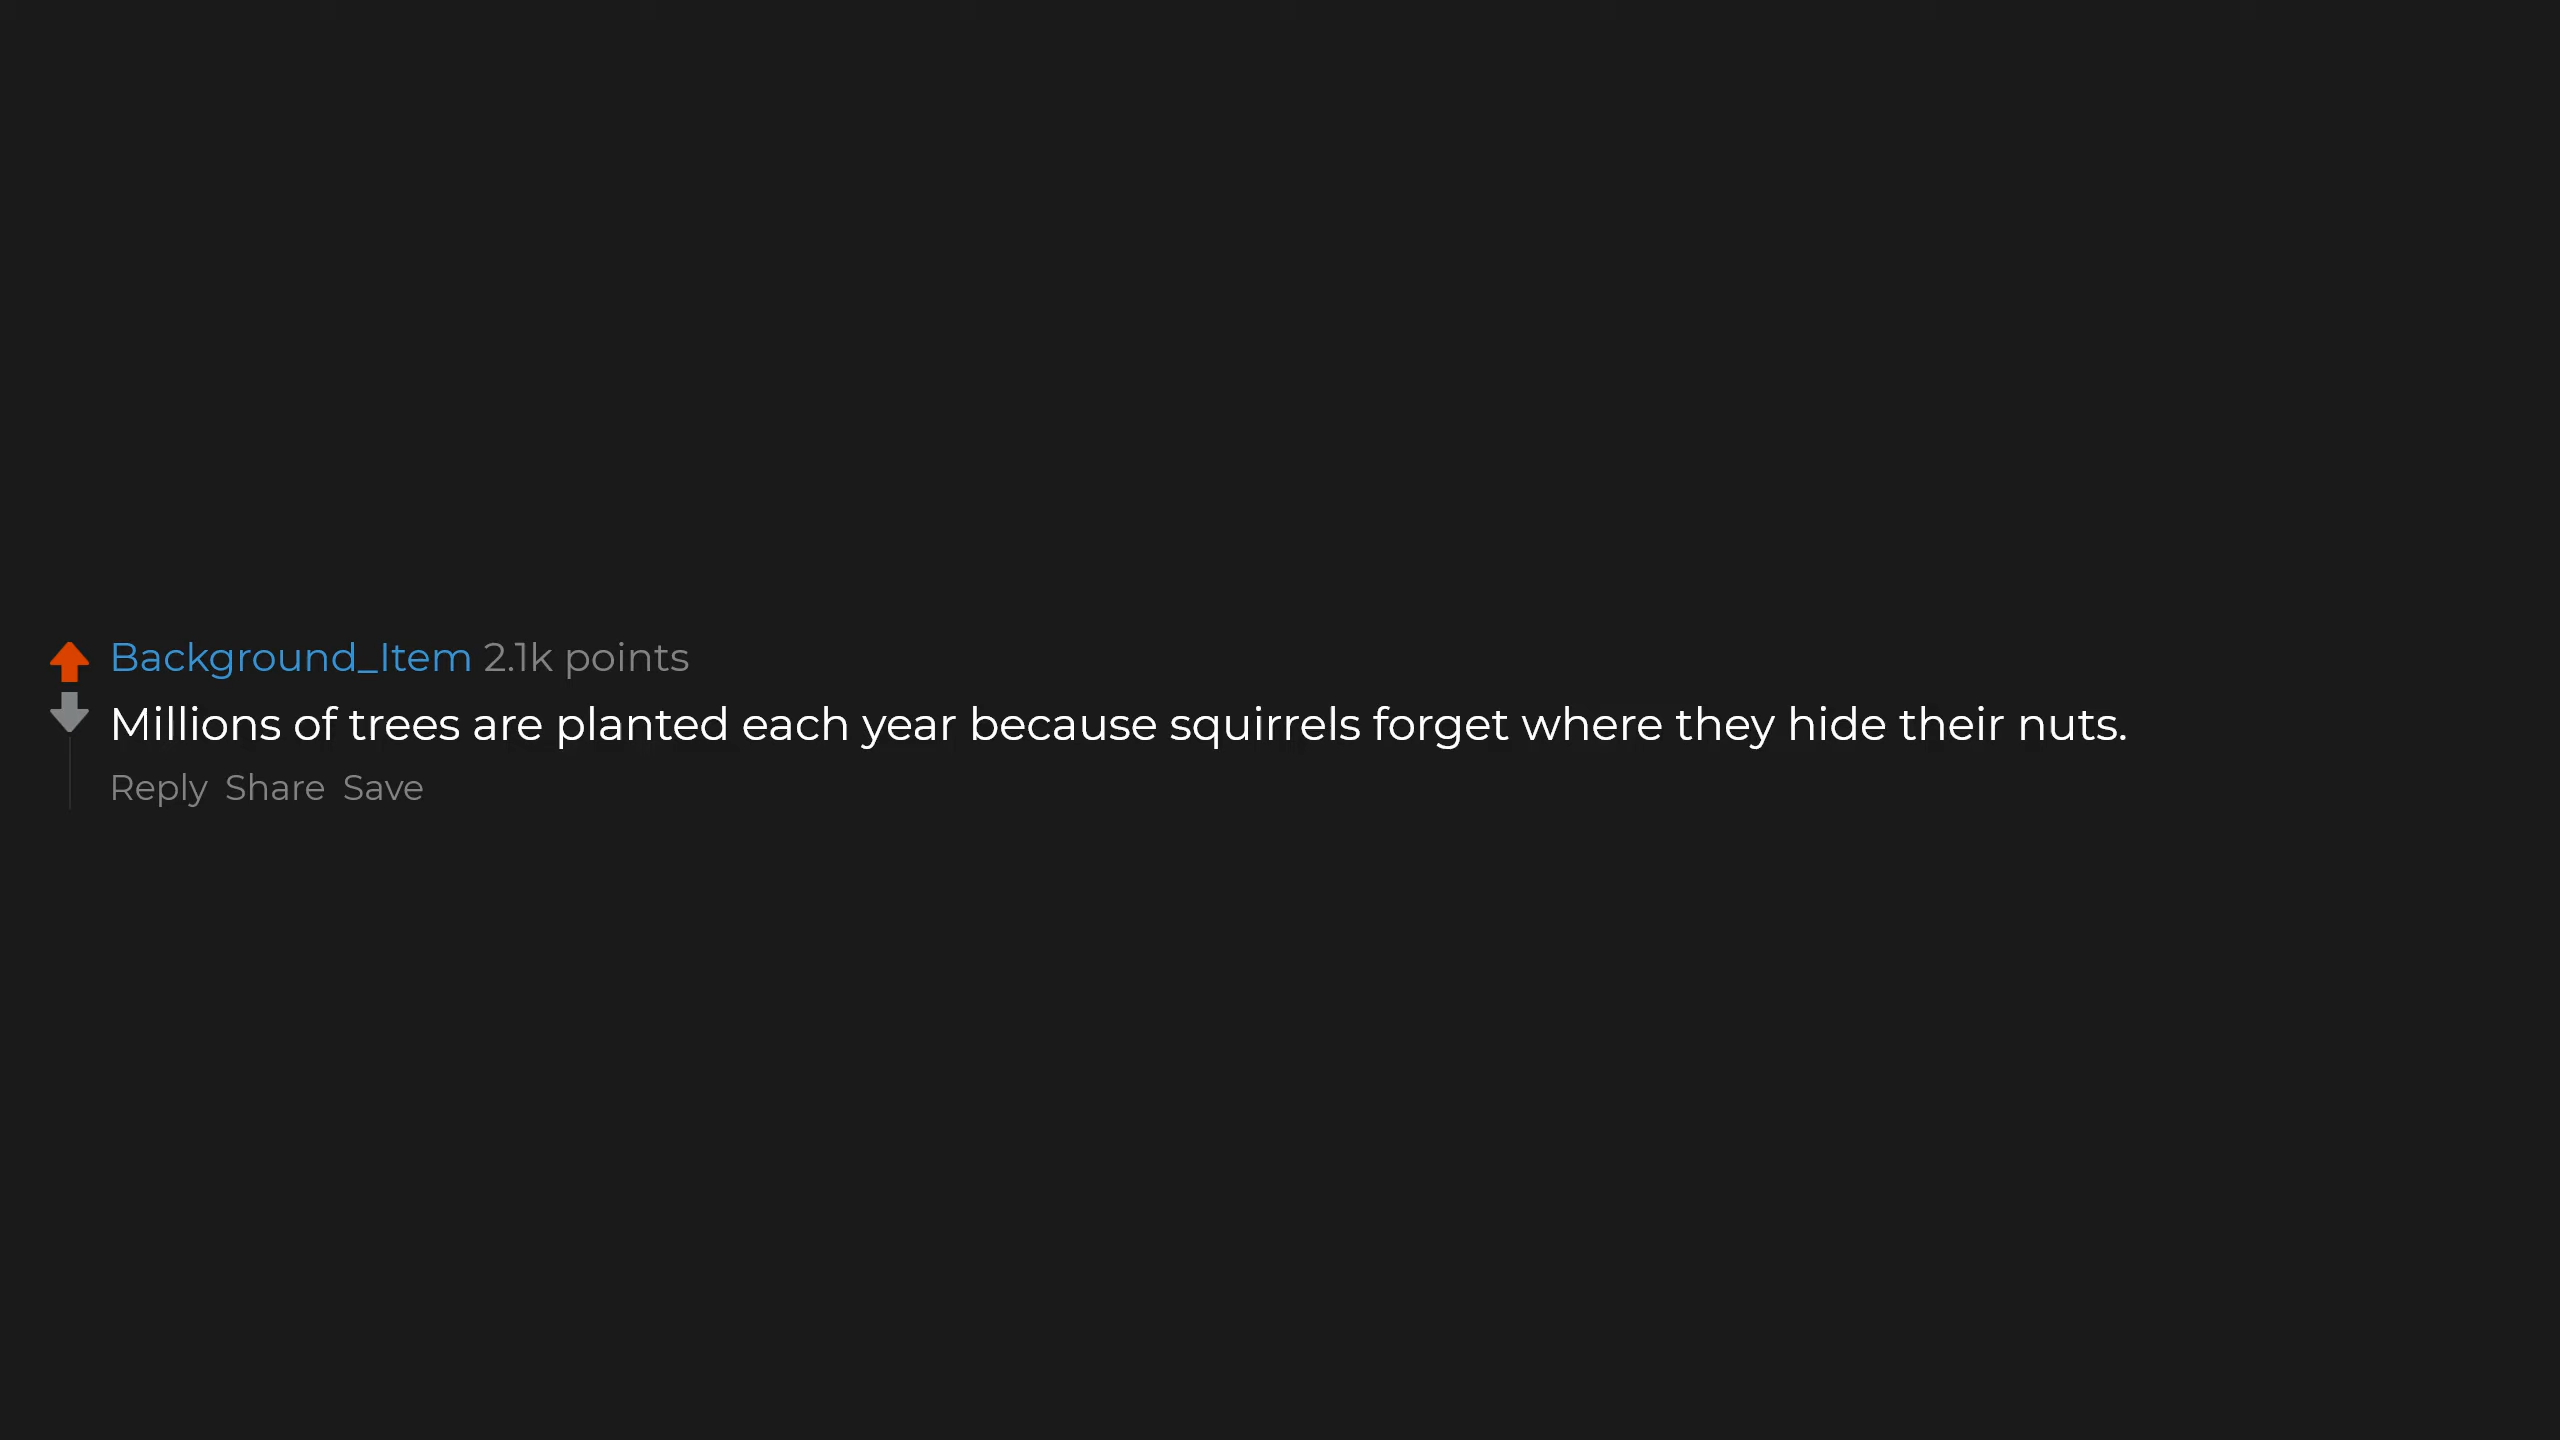 Background_Item 2.1k points
Millions of trees are planted each year because squirrels forget where they hide their nuts.
Reply Share Save